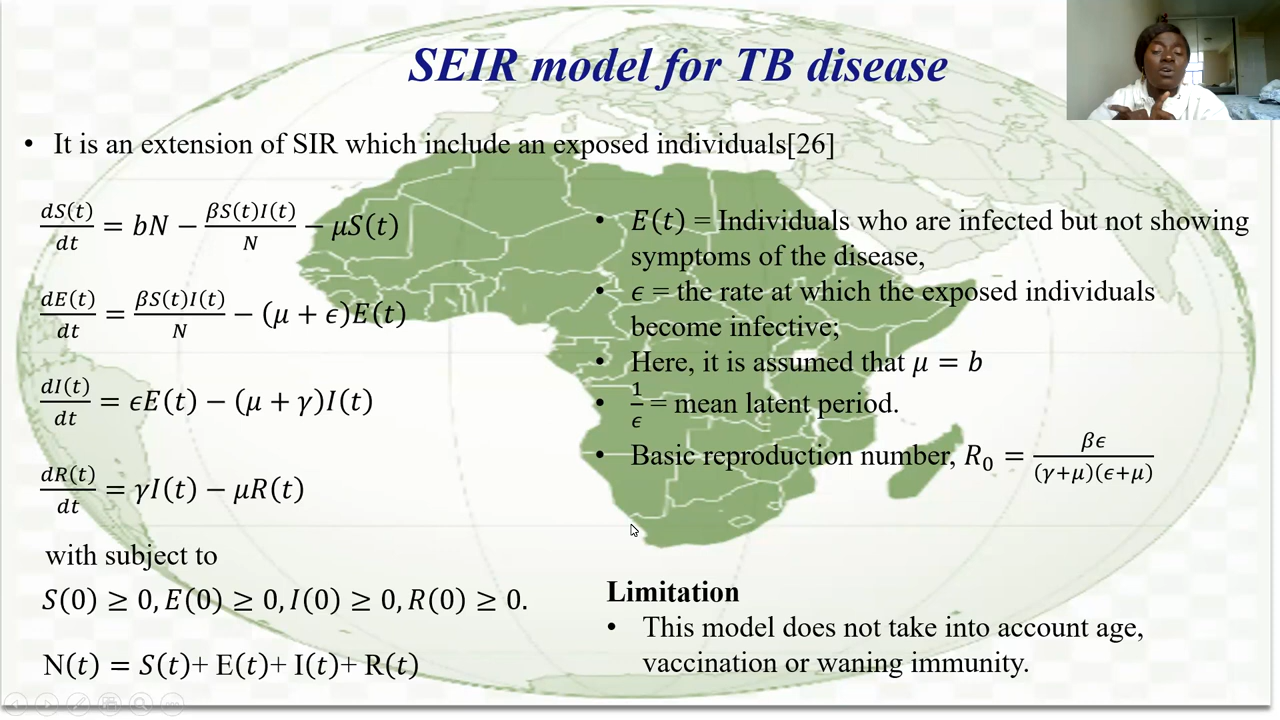 SEIR model for TB disease
• It is an extension of SIR which include an exposed individuals[26]
dS(t)/dt = bN − βS(t)I(t)/N − μS(t)
dE(t)/dt = βS(t)I(t)/N − (μ + ϵ)E(t)
dI(t)/dt = ϵE(t) − (μ + γ)I(t)
dR(t)/dt = γI(t) − μR(t)
with subject to
S(0) ≥ 0, E(0) ≥ 0, I(0) ≥ 0, R(0) ≥ 0.
N(t) = S(t)+ E(t)+ I(t)+ R(t)
• E(t) = Individuals who are infected but not showing
symptoms of the disease,
• ϵ = the rate at which the exposed individuals
become infective;
• Here, it is assumed that μ = b
• 1/ϵ = mean latent period.
• Basic reproduction number, R₀ = βϵ/((γ+μ)(ϵ+μ))
Limitation
• This model does not take into account age,
vaccination or waning immunity.